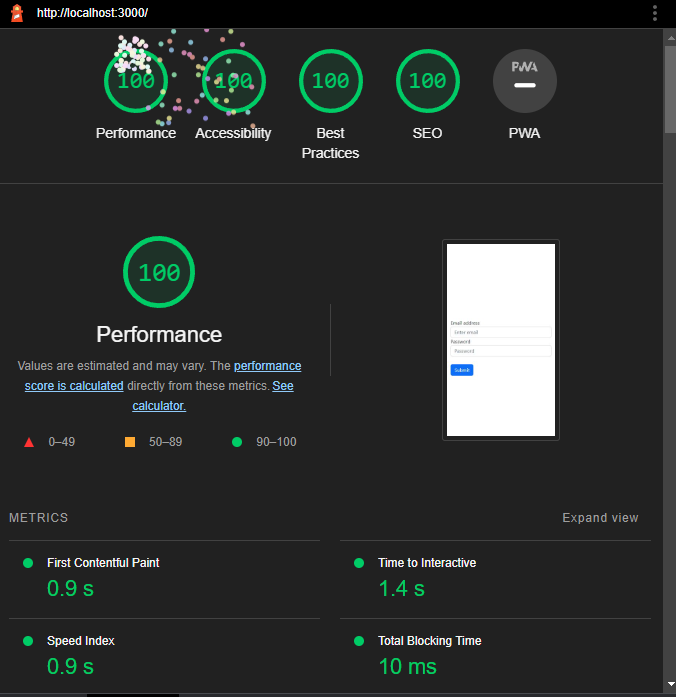 http://localhost:3000/
100
100
100
100
PWA
Performance
Accessibility
Best
Practices
SEO
PWA
100
Performance
Values are estimated and may vary. The performance
score is calculated directly from these metrics. See
calculator.
0–49
50–89
90–100
Email address
Enter email
Password
Password
Submit
METRICS
Expand view
First Contentful Paint
0.9 s
Time to Interactive
1.4 s
Speed Index
0.9 s
Total Blocking Time
10 ms